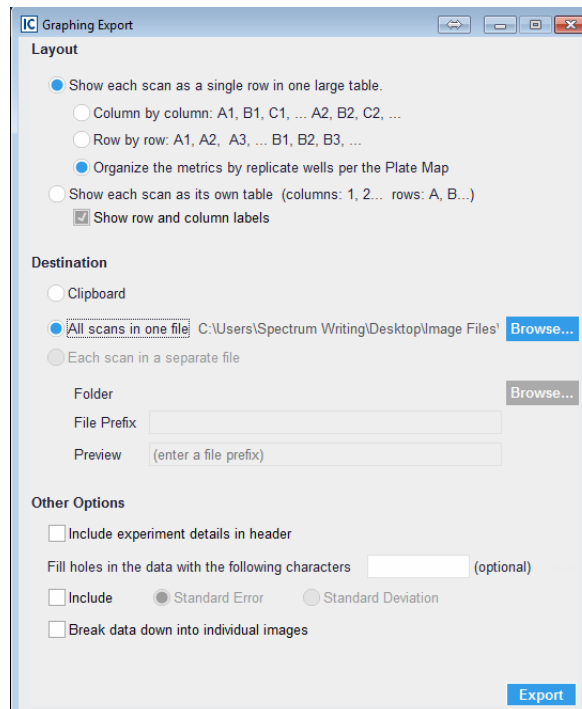 IC Graphing Export
Layout
Show each scan as a single row in one large table.
Column by column: A1, B1, C1, ... A2, B2, C2, ...
Row by row: A1, A2, A3, ... B1, B2, B3, ...
Organize the metrics by replicate wells per the Plate Map
Show each scan as its own table (columns: 1, 2... rows: A, B...)
Show row and column labels
Destination
Clipboard
All scans in one file C:\Users\Spectrum Writing\Desktop\Image Files\ Browse...
Each scan in a separate file
Folder Browse...
File Prefix
Preview (enter a file prefix)
Other Options
Include experiment details in header
Fill holes in the data with the following characters (optional)
Include Standard Error Standard Deviation
Break data down into individual images
Export